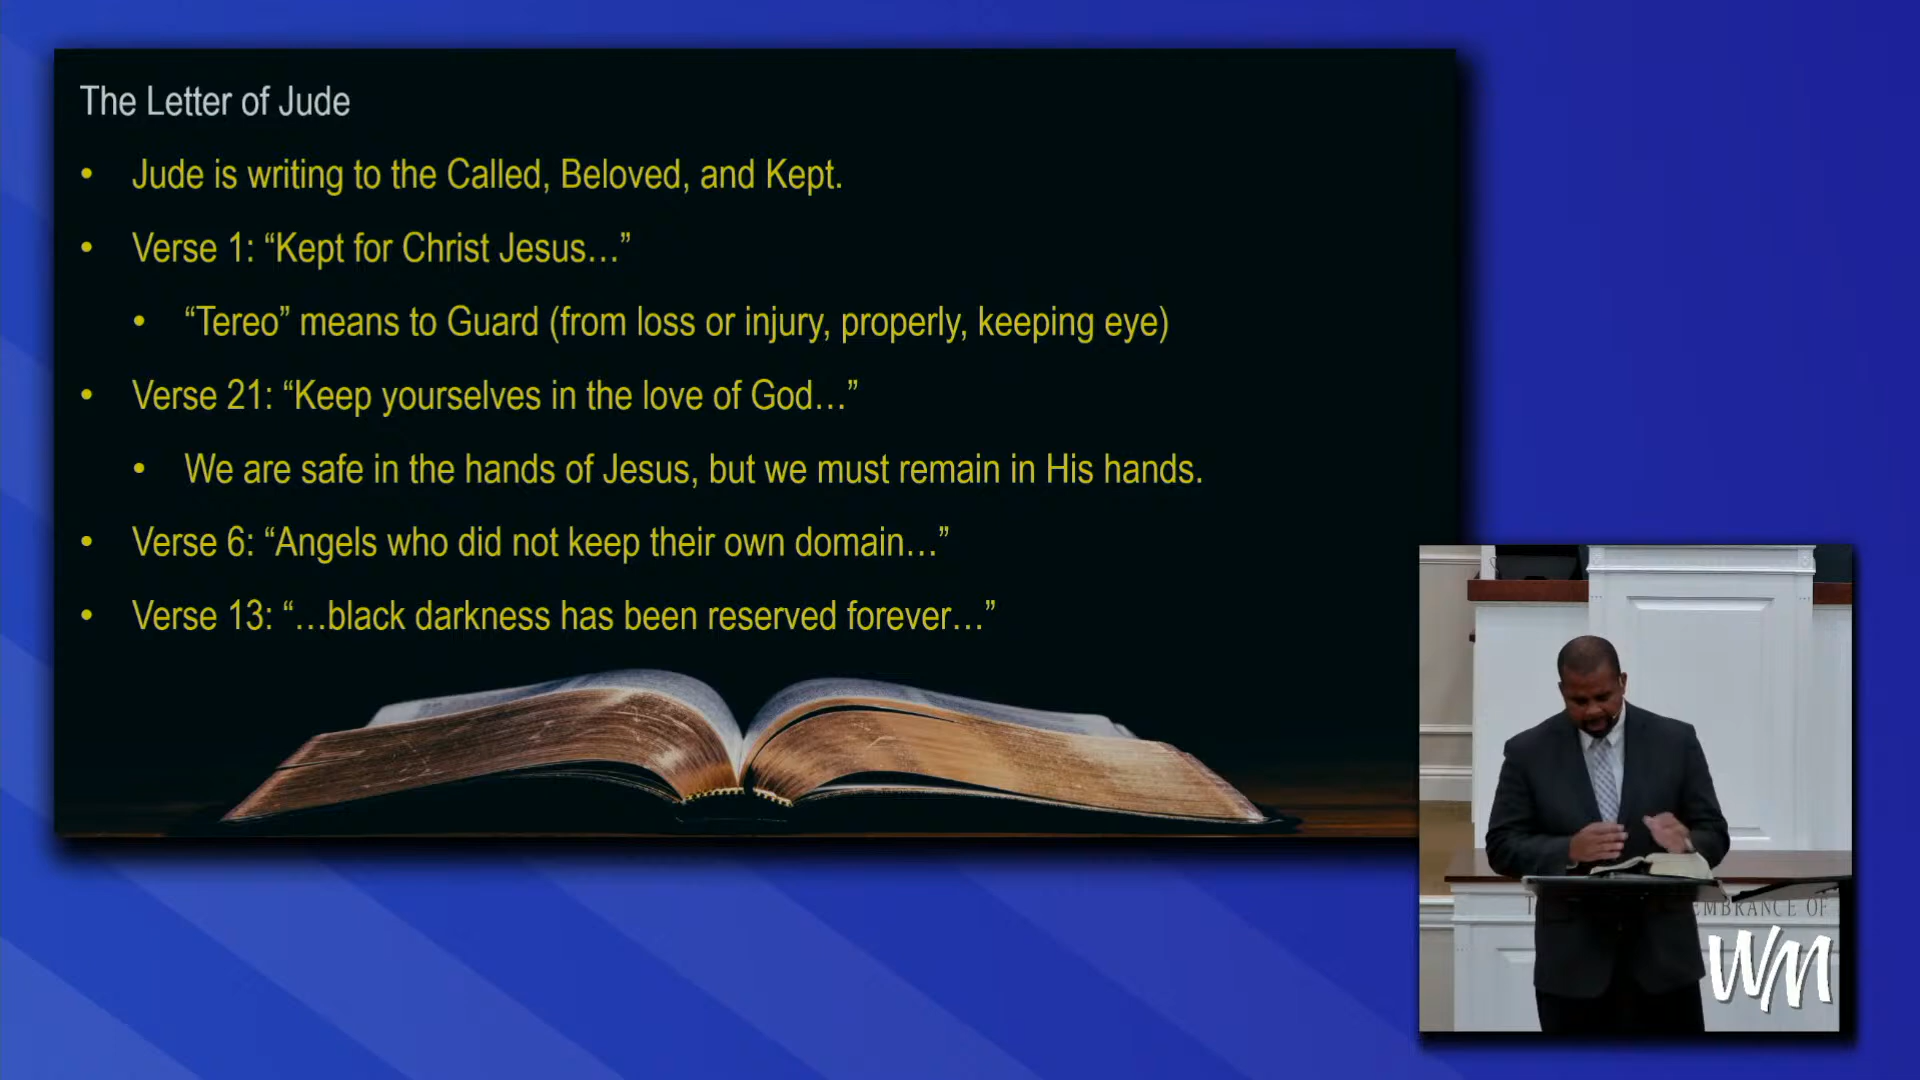 The Letter of Jude
• Jude is writing to the Called, Beloved, and Kept.
• Verse 1: “Kept for Christ Jesus…”
• “Tereo” means to Guard (from loss or injury, properly, keeping eye)
• Verse 21: “Keep yourselves in the love of God…”
• We are safe in the hands of Jesus, but we must remain in His hands.
• Verse 6: “Angels who did not keep their own domain…”
• Verse 13: “…black darkness has been reserved forever…”
OF
WM